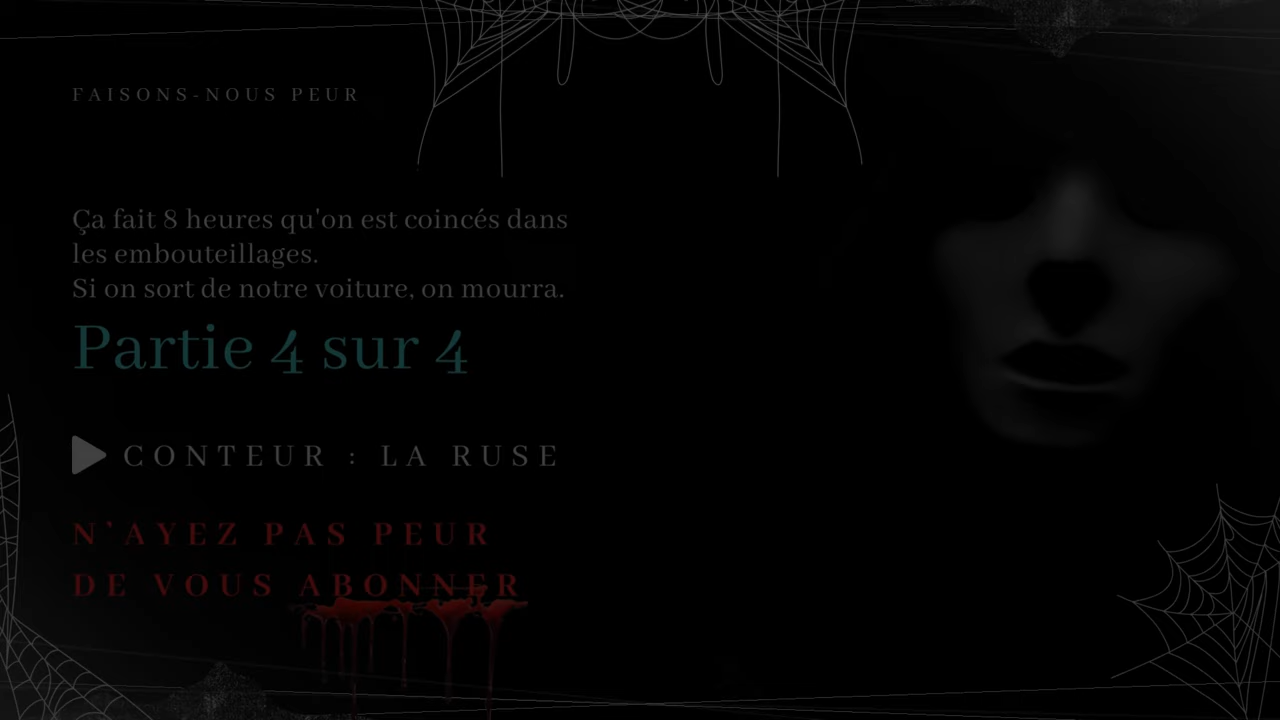 FAISONS-NOUS PEUR
Ça fait 8 heures qu'on est coincés dans
les embouteillages.
Si on sort de notre voiture, on mourra.
Partie 4 sur 4
CONTEUR : LA RUSE
N'AYEZ PAS PEUR
DE VOUS ABONNER